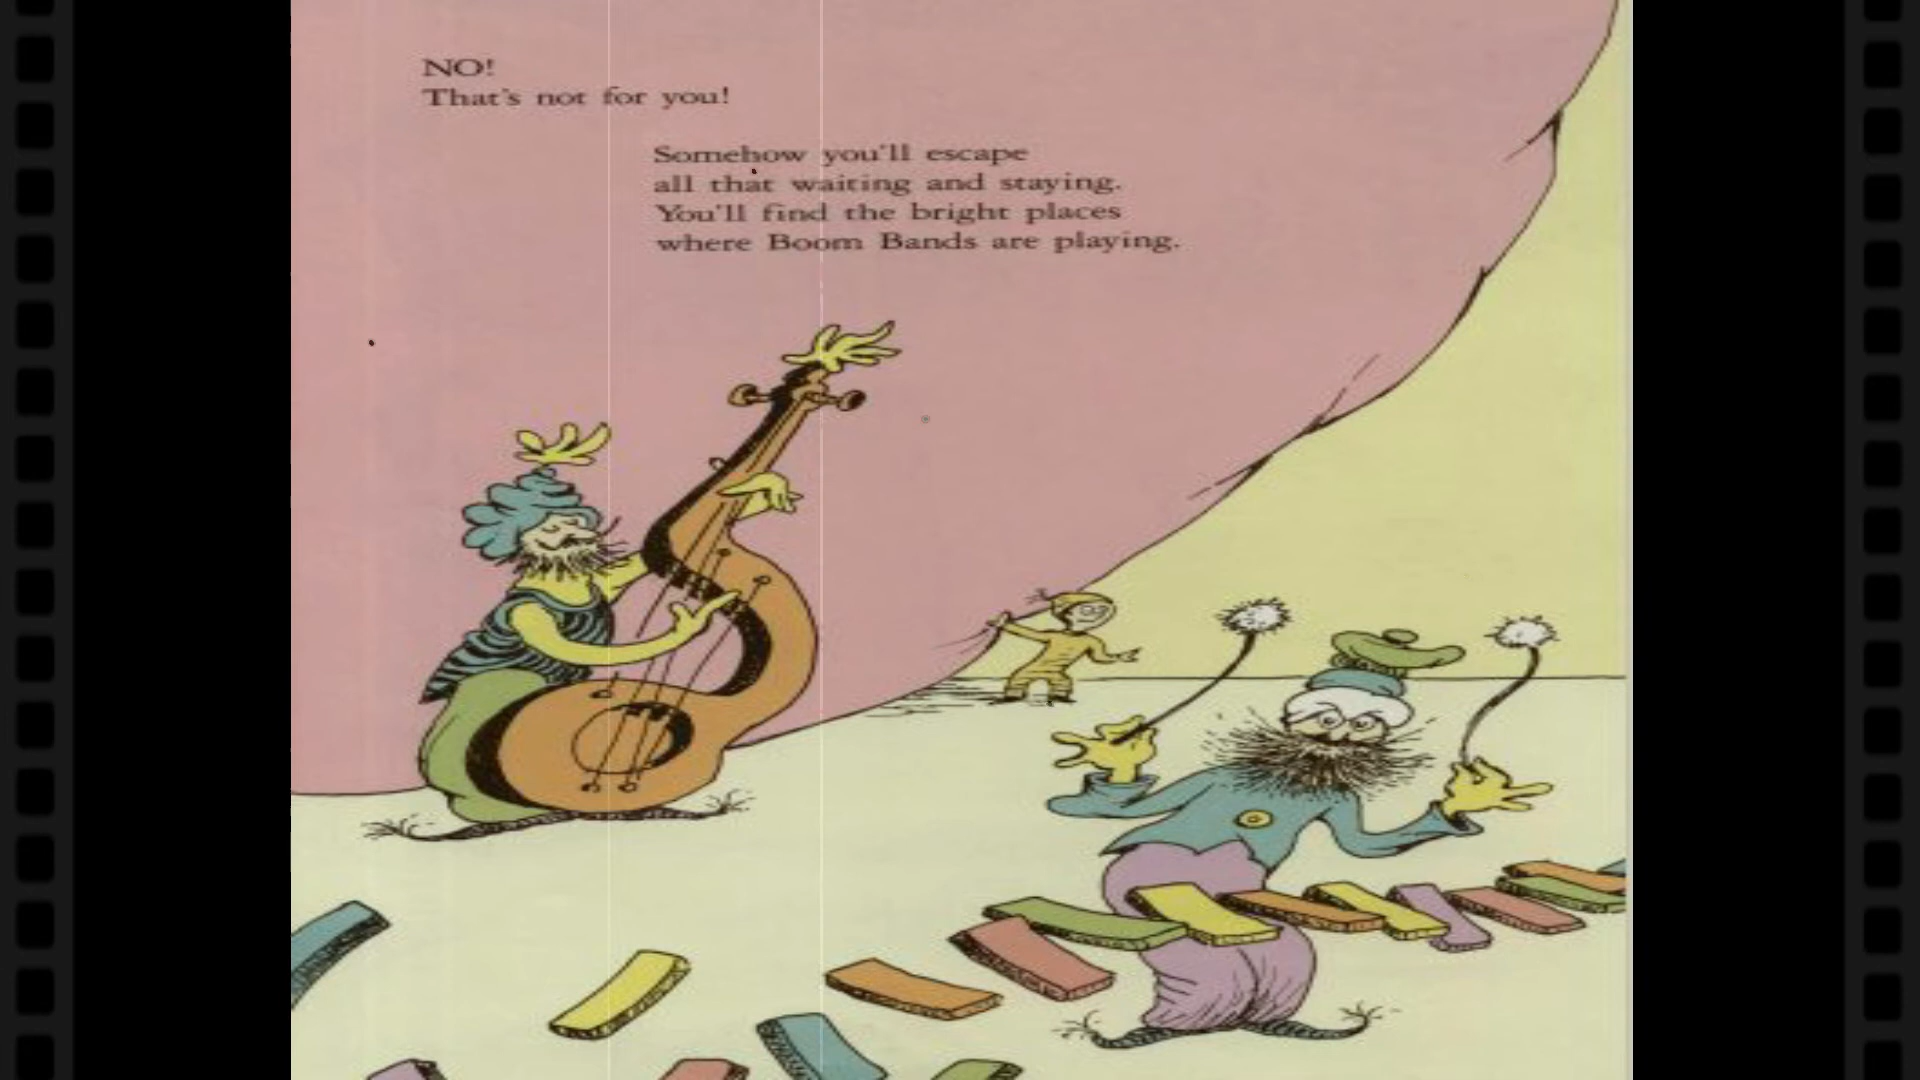 NO!
That's not for you!
Somehow you'll escape
all that waiting and staying.
You'll find the bright places
where Boom Bands are playing.